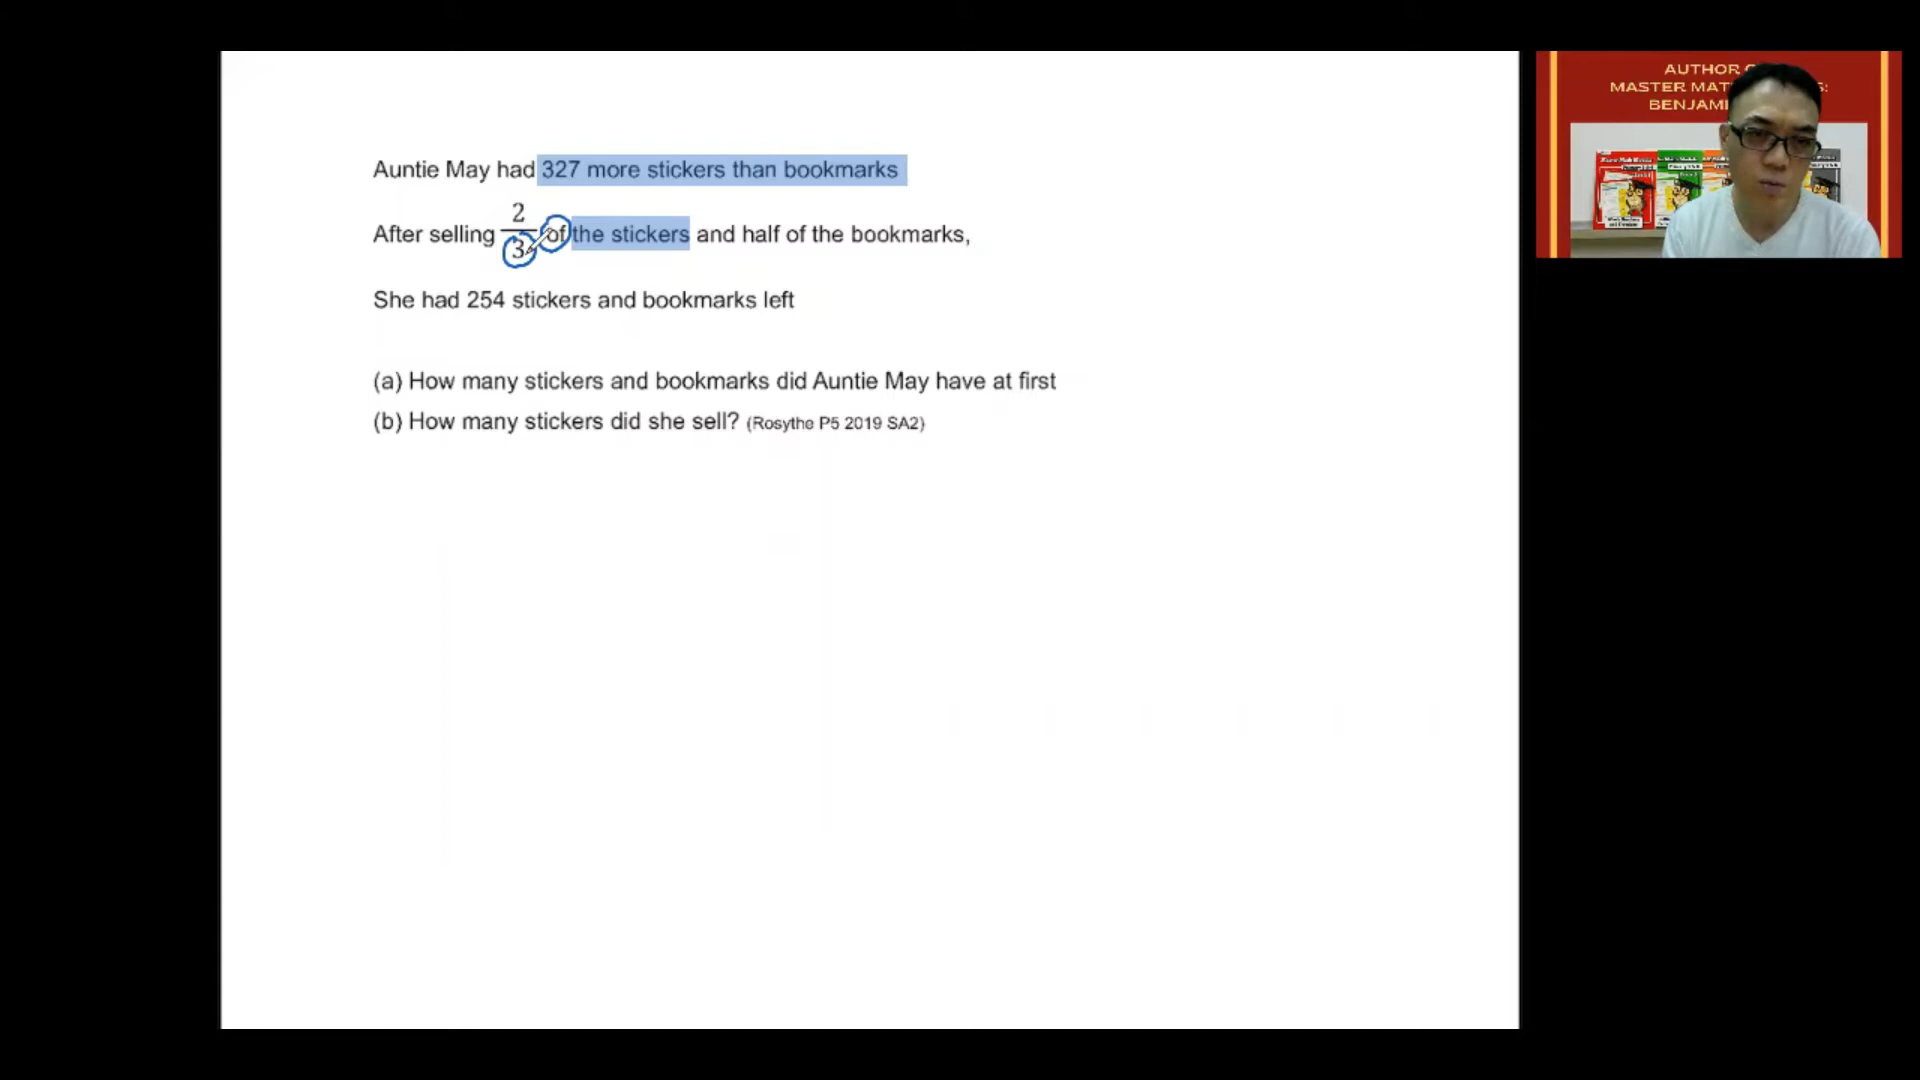 AUTHOR
MASTER MAT
BENJAM
Auntie May had 327 more stickers than bookmarks
After selling 2/3 of the stickers and half of the bookmarks,
She had 254 stickers and bookmarks left
(a) How many stickers and bookmarks did Auntie May have at first
(b) How many stickers did she sell? (Rosythe P5 2019 SA2)